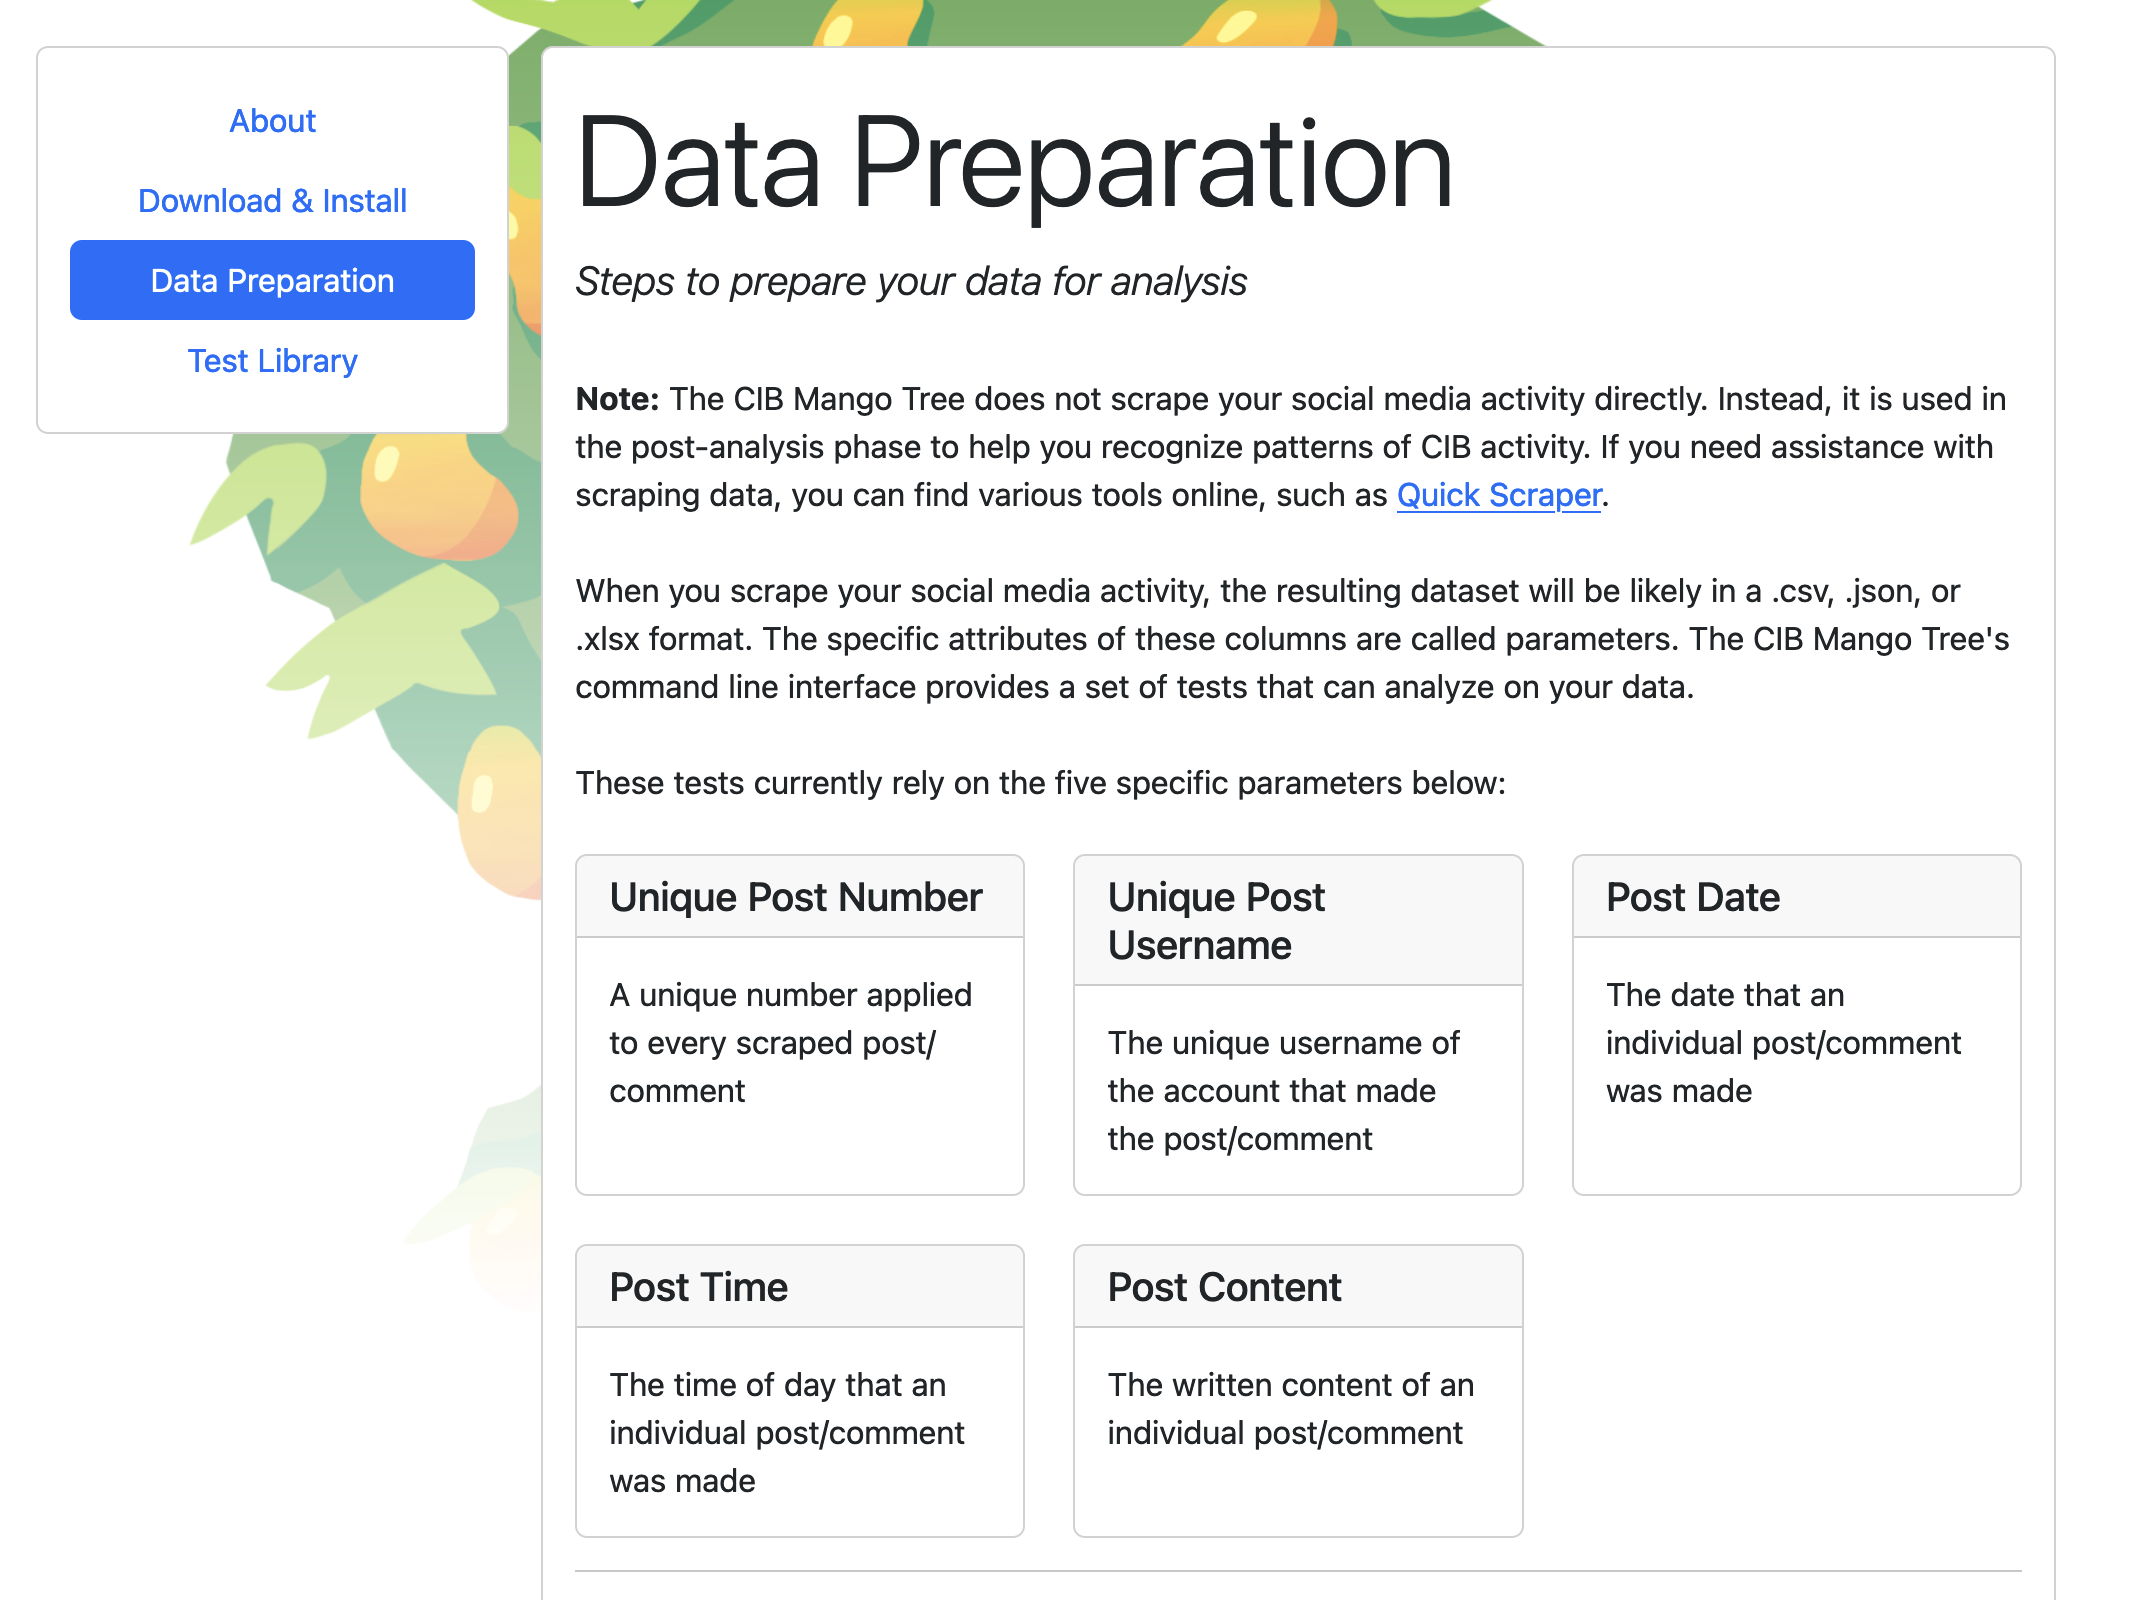 About
Download & Install
Data Preparation
Test Library
Data Preparation
Steps to prepare your data for analysis
Note: The CIB Mango Tree does not scrape your social media activity directly. Instead, it is used in
the post-analysis phase to help you recognize patterns of CIB activity. If you need assistance with
scraping data, you can find various tools online, such as Quick Scraper.
When you scrape your social media activity, the resulting dataset will be likely in a .csv, .json, or
.xlsx format. The specific attributes of these columns are called parameters. The CIB Mango Tree's
command line interface provides a set of tests that can analyze on your data.
These tests currently rely on the five specific parameters below:
Unique Post Number
A unique number applied
to every scraped post/
comment
Unique Post
Username
The unique username of
the account that made
the post/comment
Post Date
The date that an
individual post/comment
was made
Post Time
The time of day that an
individual post/comment
was made
Post Content
The written content of an
individual post/comment